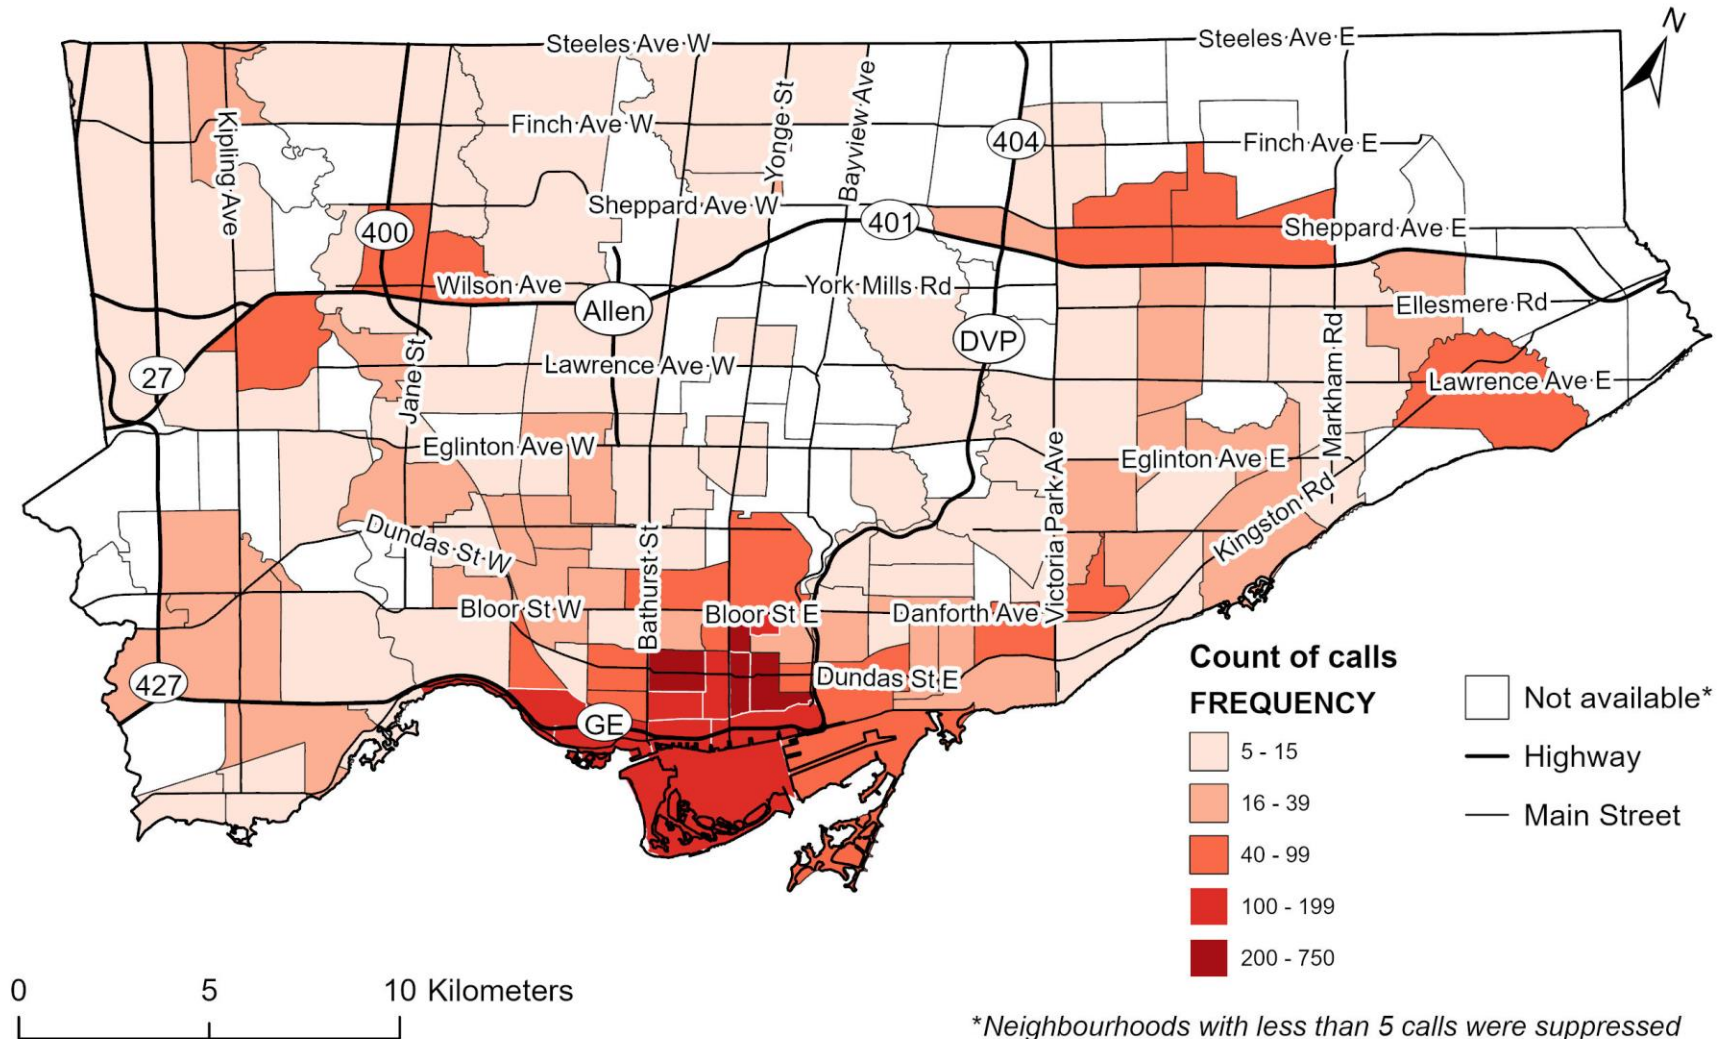 N
Steeles Ave W
Steeles Ave E
Kipling Ave
Finch Ave W
Yonge St
Bayview Ave
404
Finch Ave E
400
Sheppard Ave W
401
Sheppard Ave E
Wilson Ave
York Mills Rd
Allen
Ellesmere Rd
DVP
27
Jane St
Lawrence Ave W
Markham Rd
Lawrence Ave E
Eglinton Ave W
Victoria Park Ave
Eglinton Ave E
Dundas St W
Bathurst St
Kingston Rd
Bloor St W
Bloor St E
Danforth Ave
427
GE
Dundas St E
Count of calls
FREQUENCY
5 - 15
16 - 39
40 - 99
100 - 199
200 - 750
Not available*
Highway
Main Street
0 5 10 Kilometers
*Neighbourhoods with less than 5 calls were suppressed